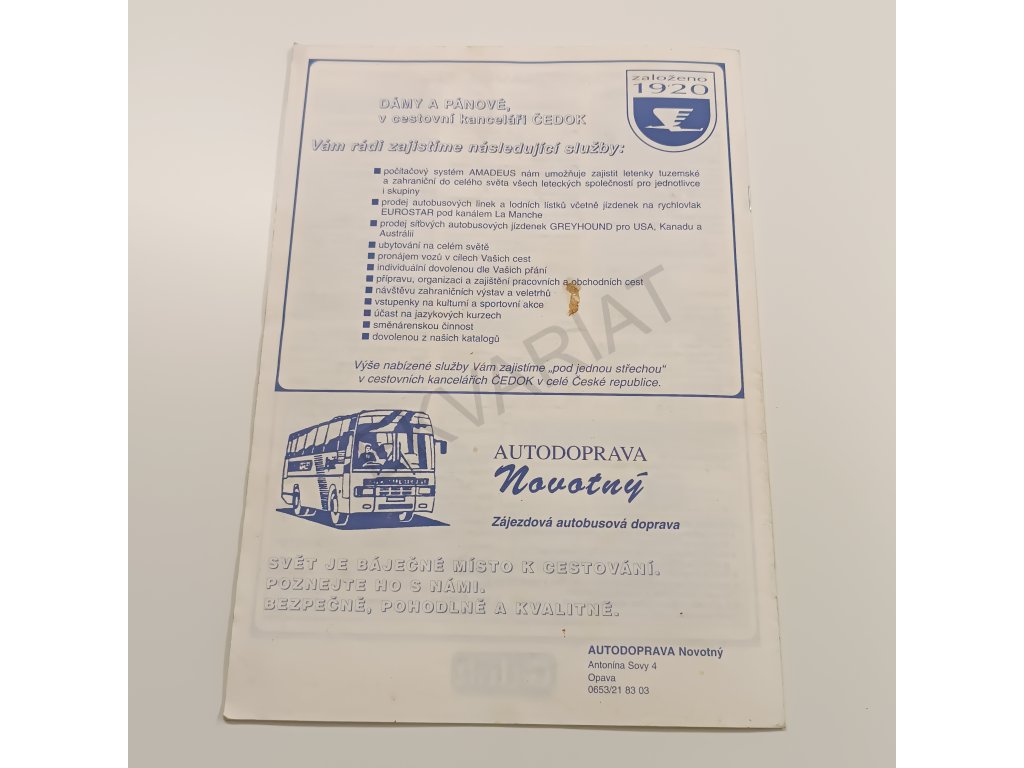 založeno
19'20
DÁMY A PÁNOVÉ,
v cestovní kanceláři ČEDOK
Vám rádi zajistíme následující služby:
■ počítačový systém AMADEUS nám umožňuje zajistit letenky tuzemské
a zahraniční do celého světa všech leteckých společností pro jednotlivce
i skupiny
■ prodej autobusových linek a lodních lístků včetně jízdenek na rychlovlak
EUROSTAR pod kanálem La Manche
■ prodej síťových autobusových jízdenek GREYHOUND pro USA, Kanadu a
Austrálii
■ ubytování na celém světě
■ pronájem vozů v cílech Vašich cest
■ individuální dovolenou dle Vašich přání
■ přípravu, organizaci a zajištění pracovních a obchodních cest
■ návštěvu zahraničních výstav a veletrhů
■ vstupenky na kulturní a sportovní akce
■ účast na jazykových kurzech
■ směnárenskou činnost
■ dovolenou z našich katalogů
Výše nabízené služby Vám zajistíme „pod jednou střechou“
v cestovních kancelářích ČEDOK v celé České republice.
KVARIAT
AUTODOPRAVA
Novotný
Zájezdová autobusová doprava
SVĚT JE BÁJEČNÉ MÍSTO K CESTOVÁNÍ.
POZNEJTE HO S NÁMI.
BEZPEČNĚ, POHODLNĚ A KVALITNĚ.
AUTODOPRAVA Novotný
Antonína Sovy 4
Opava
0653/21 83 03